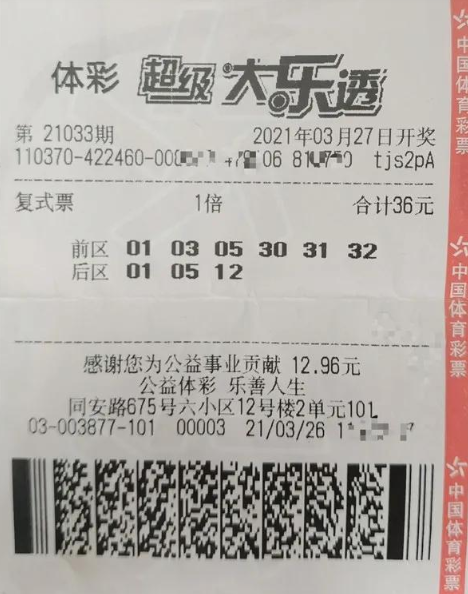 体彩 超级大乐透
第 21033期 2021年03月27日开奖
110370-422460-00 06 tjs2pA
复式票 1倍 合计36元
前区 01 03 05 30 31 32
后区 01 05 12
感谢您为公益事业贡献 12.96元
公益体彩 乐善人生
同安路675号六小区12号楼2单元10L
03-003877-101 00003 21/03/26
中国体育彩票
中国体育彩票
中国体育彩票